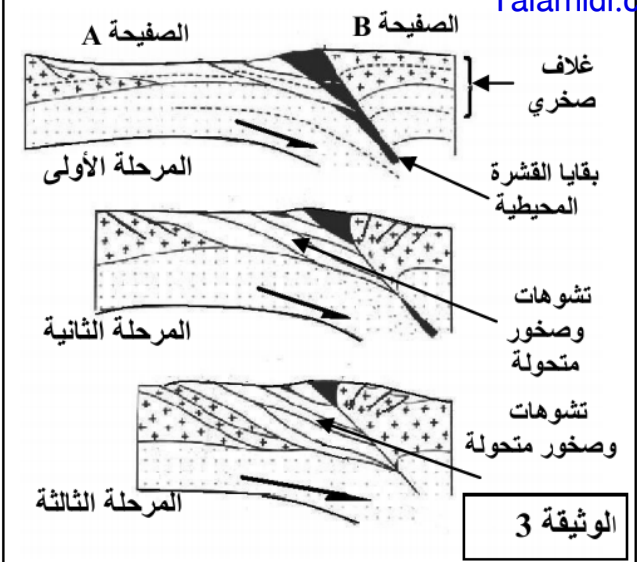 Talamidi.c
الصفيحة B
الصفيحة A
غلاف
صخري
بقايا القشرة
المحيطية
المرحلة الأولى
تشوهات
وصخور
متحولة
المرحلة الثانية
تشوهات
وصخور متحولة
المرحلة الثالثة
الوثيقة 3